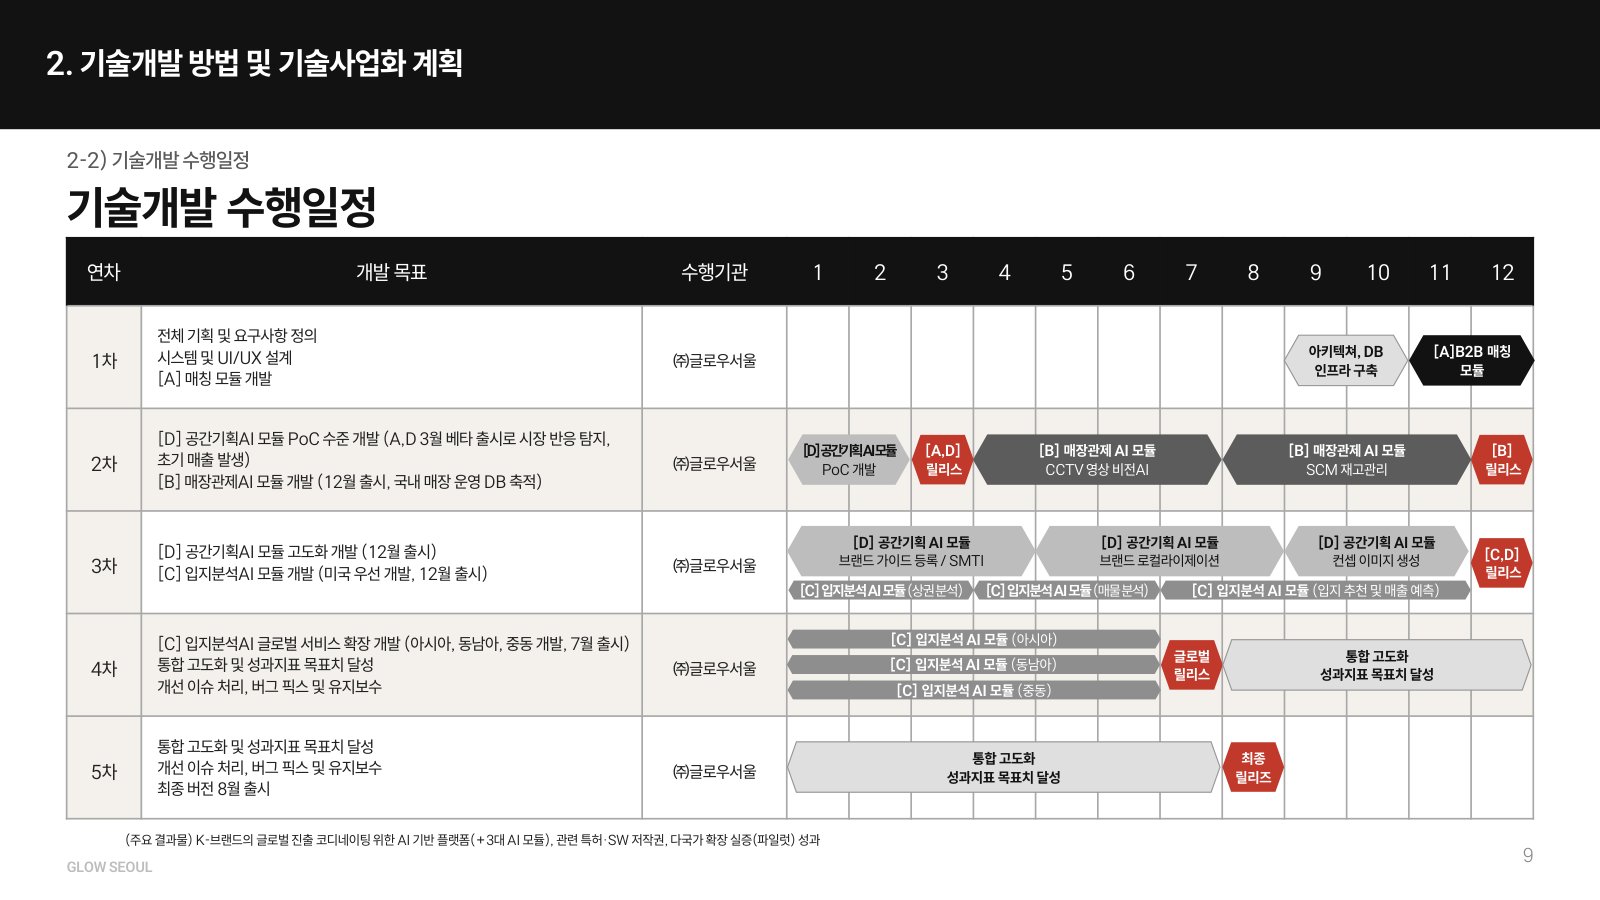 2. 기술개발 방법 및 기술사업화 계획
2-2) 기술개발 수행일정
기술개발 수행일정
연차 개발 목표 수행기관 1 2 3 4 5 6 7 8 9 10 11 12
1차
전체 기획 및 요구사항 정의
시스템 및 UI/UX 설계
[A] 매칭 모듈 개발
㈜글로우서울
아키텍쳐, DB
인프라 구축
[A]B2B 매칭
모듈
2차
[D] 공간기획AI 모듈 PoC 수준 개발 (A,D 3월 베타 출시로 시장 반응 탐지,
초기 매출 발생)
[B] 매장관제AI 모듈 개발 (12월 출시, 국내 매장 운영 DB 축적)
㈜글로우서울
[D]공간기획AI모듈
PoC 개발
[A,D]
릴리스
[B] 매장관제 AI 모듈
CCTV 영상 비전AI
[B] 매장관제 AI 모듈
SCM 재고관리
[B]
릴리스
3차
[D] 공간기획AI 모듈 고도화 개발 (12월 출시)
[C] 입지분석AI 모듈 개발 (미국 우선 개발, 12월 출시)
㈜글로우서울
[D] 공간기획 AI 모듈
브랜드 가이드 등록 / SMTI
[D] 공간기획 AI 모듈
브랜드 로컬라이제이션
[D] 공간기획 AI 모듈
컨셉 이미지 생성
[C,D]
릴리스
[C] 입지분석 AI 모듈 (상권분석)
[C] 입지분석 AI 모듈 (매물분석)
[C] 입지분석 AI 모듈 (입지 추천 및 매출 예측)
4차
[C] 입지분석AI 글로벌 서비스 확장 개발 (아시아, 동남아, 중동 개발, 7월 출시)
통합 고도화 및 성과지표 목표치 달성
개선 이슈 처리, 버그 픽스 및 유지보수
㈜글로우서울
[C] 입지분석 AI 모듈 (아시아)
[C] 입지분석 AI 모듈 (동남아)
[C] 입지분석 AI 모듈 (중동)
글로벌
릴리스
통합 고도화
성과지표 목표치 달성
5차
통합 고도화 및 성과지표 목표치 달성
개선 이슈 처리, 버그 픽스 및 유지보수
최종 버전 8월 출시
㈜글로우서울
통합 고도화
성과지표 목표치 달성
최종
릴리즈
(주요 결과물) K-브랜드의 글로벌 진출 코디네이팅 위한 AI 기반 플랫폼(+3대 AI 모듈), 관련 특허·SW 저작권, 다국가 확장 실증(파일럿) 성과
GLOW SEOUL
9